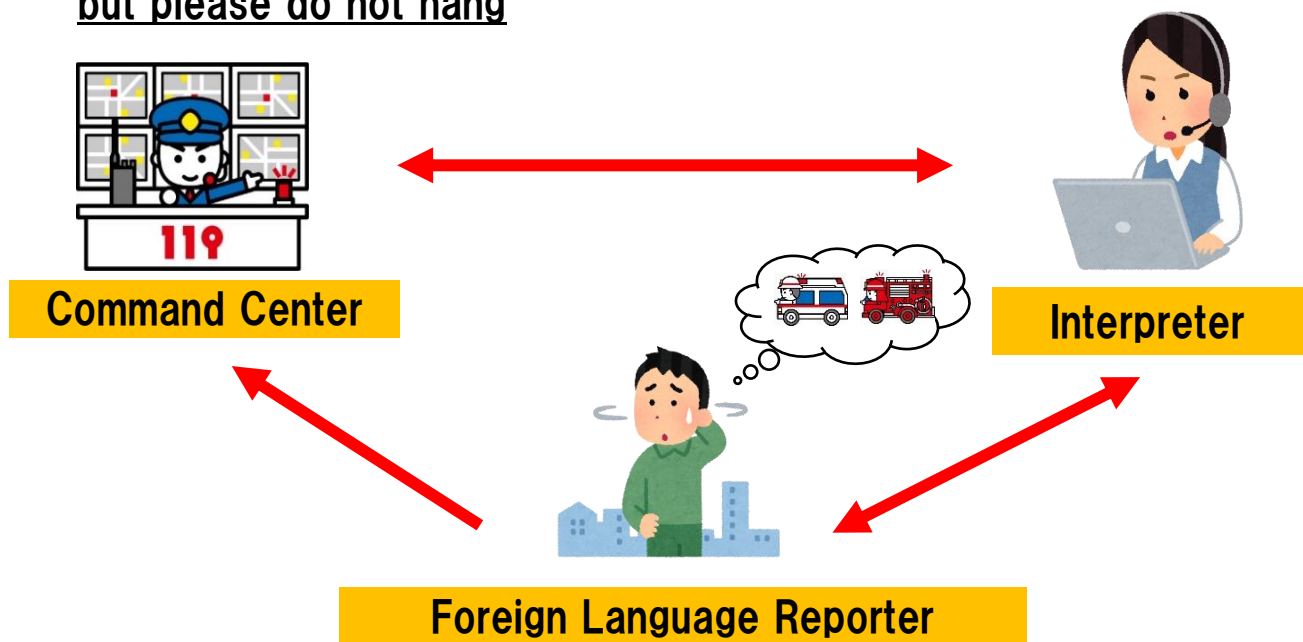 but please do not hang
119
Command Center
Interpreter
Foreign Language Reporter